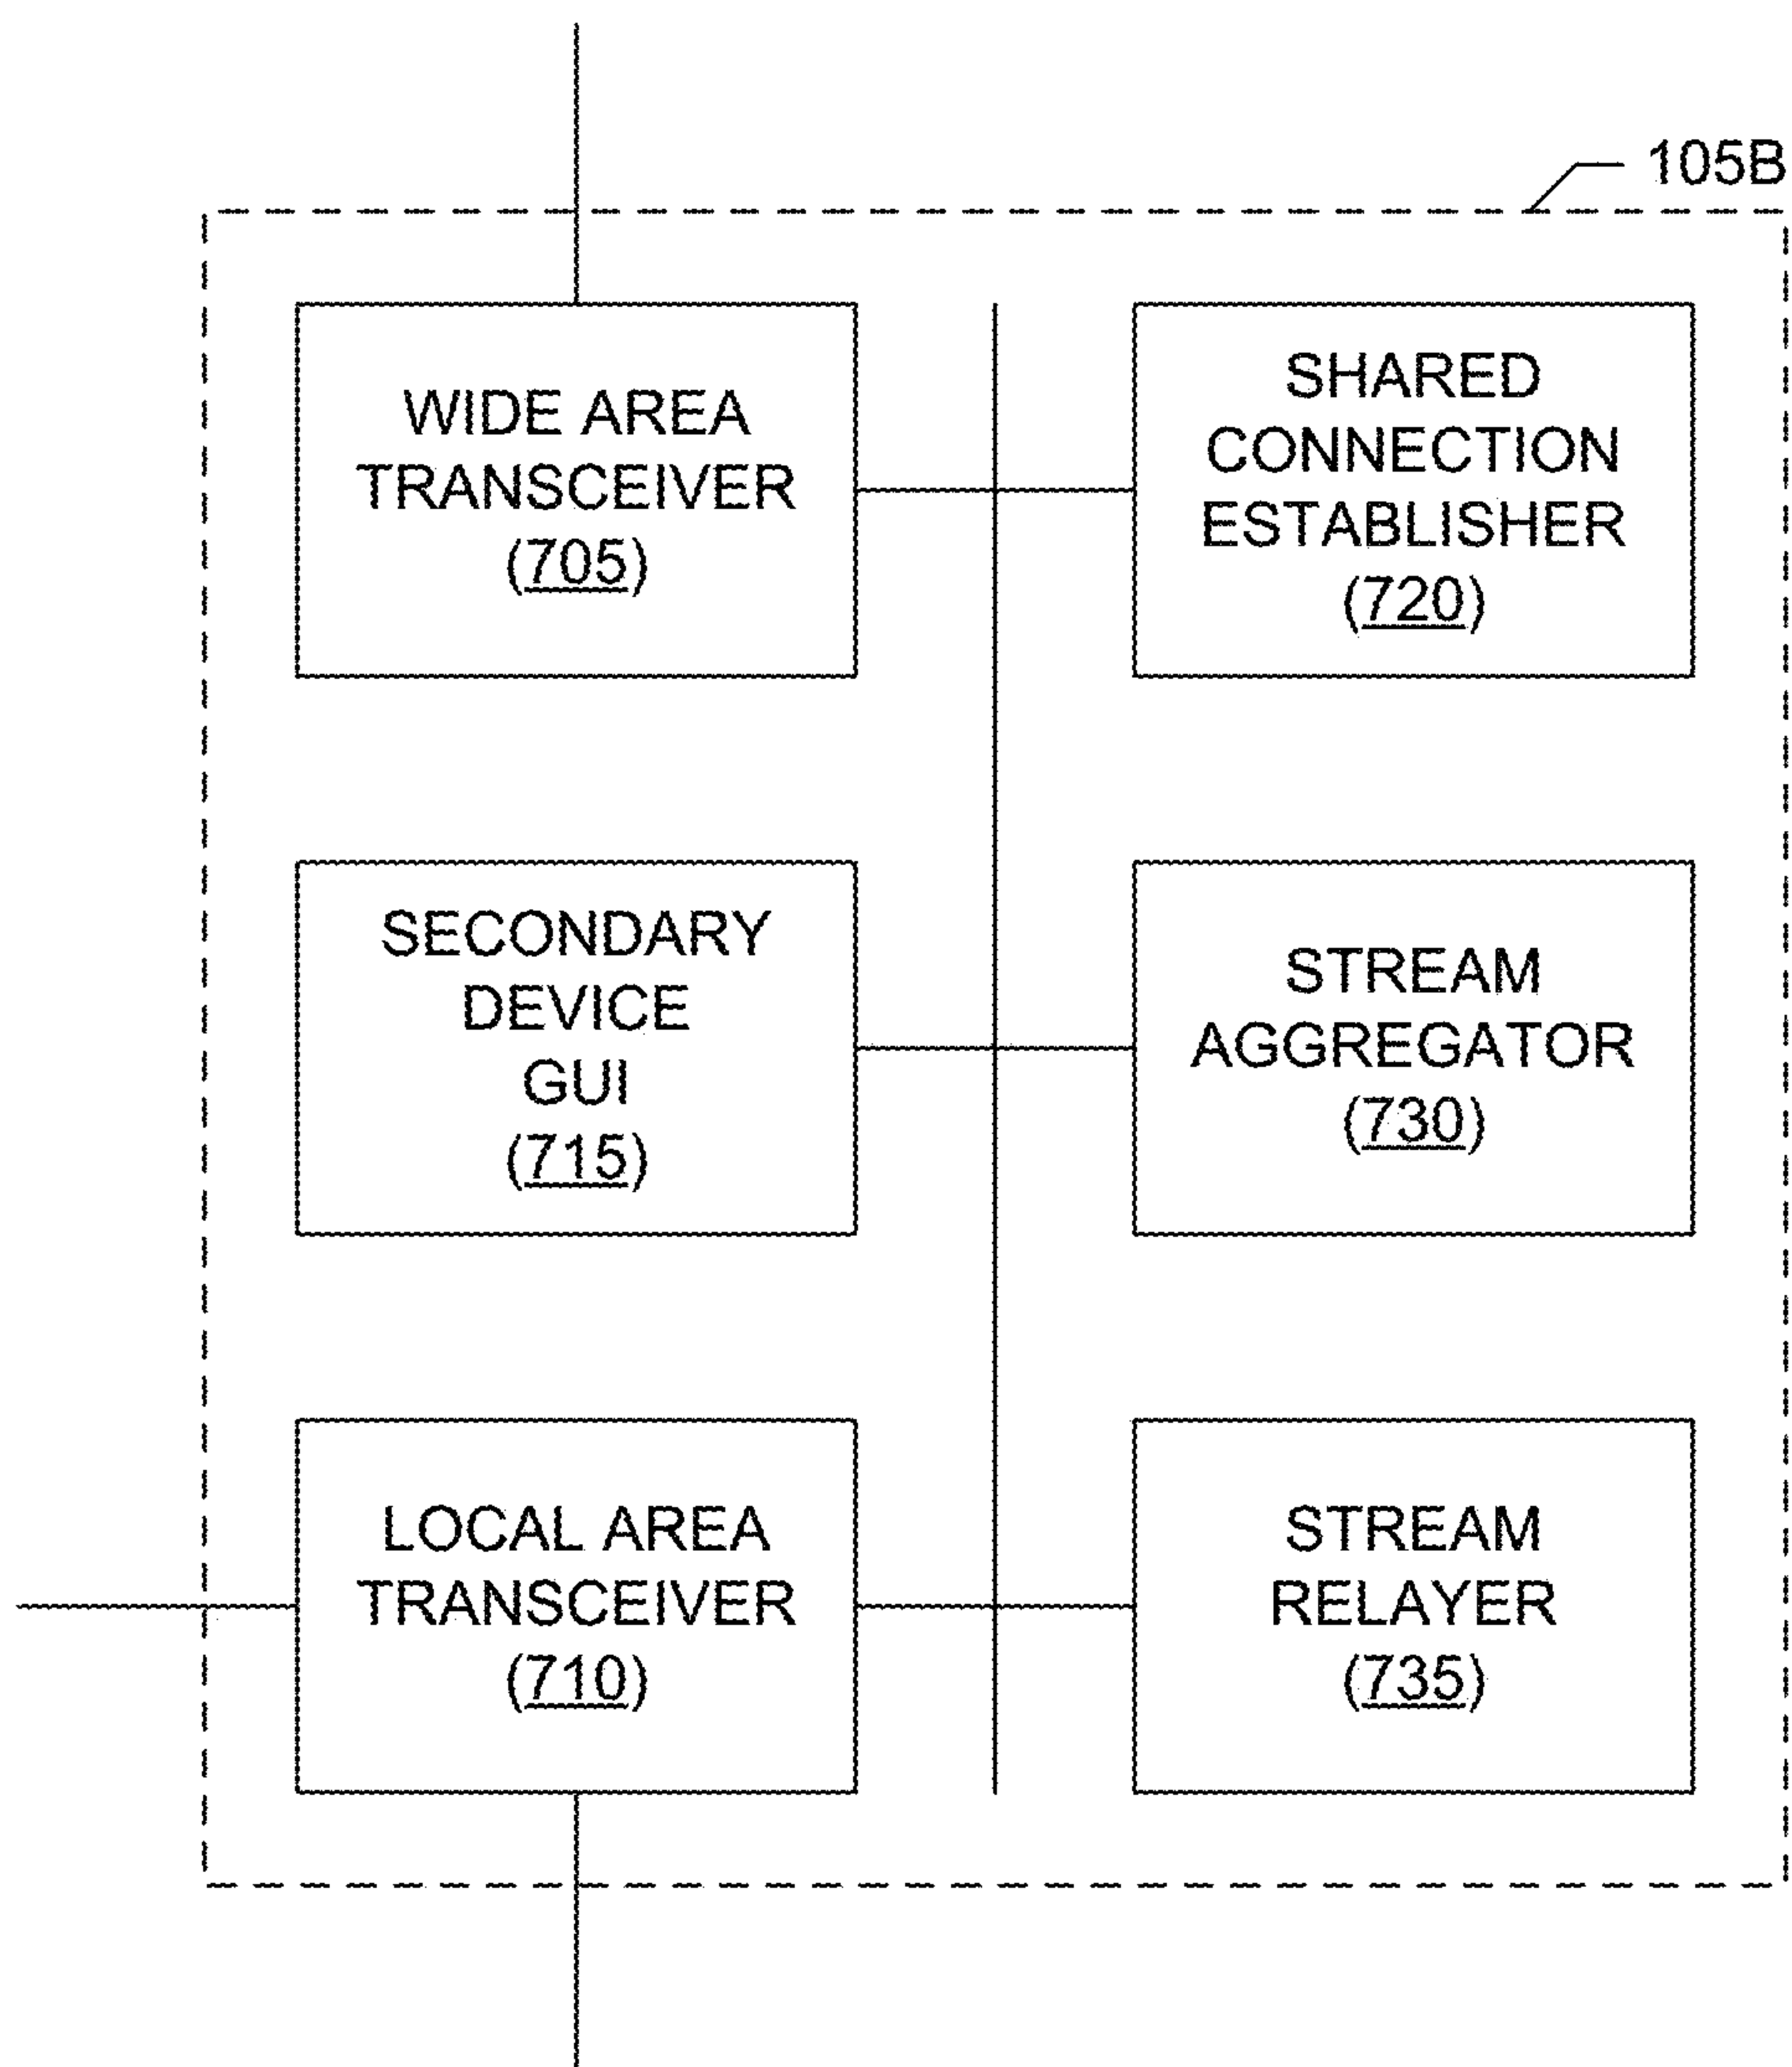 105B
WIDE AREA
TRANSCEIVER
(705)
SHARED
CONNECTION
ESTABLISHER
(720)
SECONDARY
DEVICE
GUI
(715)
STREAM
AGGREGATOR
(730)
LOCAL AREA
TRANSCEIVER
(710)
STREAM
RELAYER
(735)